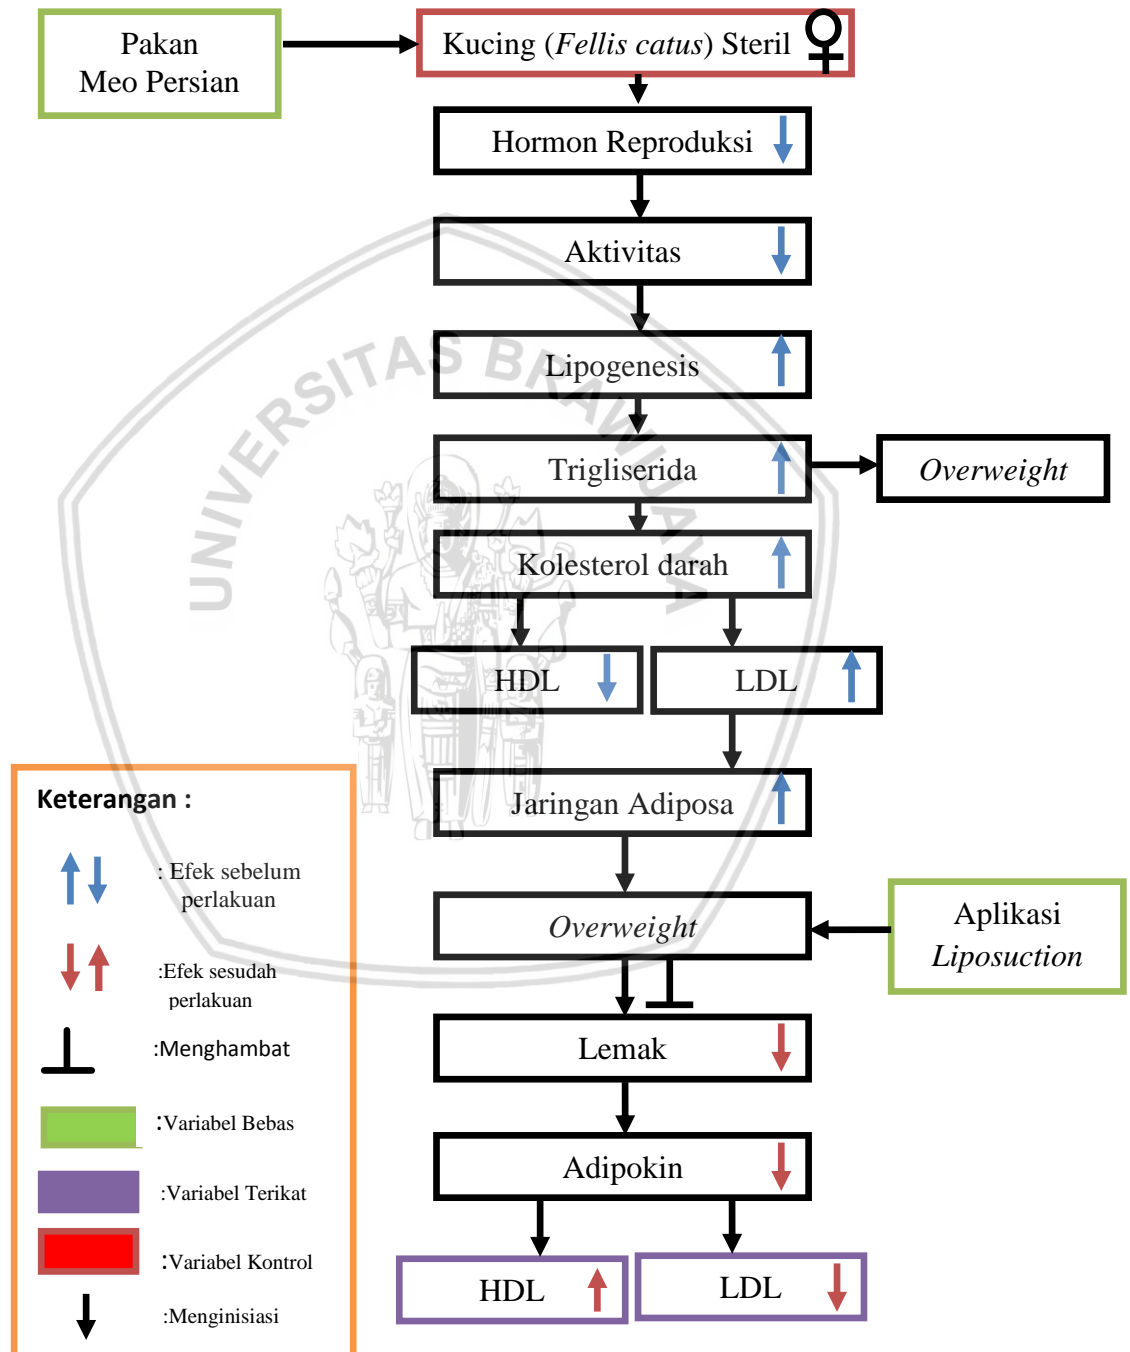 Pakan
Meo Persian
Kucing (Fellis catus) Steril
Hormon Reproduksi
Aktivitas
Lipogenesis
Trigliserida
Overweight
Kolesterol darah
HDL
LDL
Jaringan Adiposa
Overweight
Aplikasi
Liposuction
Lemak
Adipokin
HDL
LDL
Keterangan :
: Efek sebelum
perlakuan
:Efek sesudah
perlakuan
:Menghambat
:Variabel Bebas
:Variabel Terikat
:Variabel Kontrol
:Menginisiasi
UNIVERSITAS BRAWIJAYA